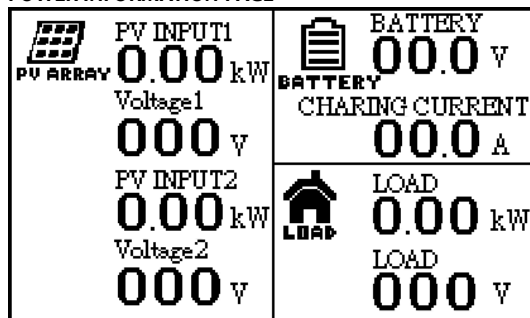 POWER INFORMATION PAGE
PV INPUT1
0.00 kW
PV ARRAY
Voltage1
000 V
PV INPUT2
0.00 kW
Voltage2
000 V
BATTERY
00.0 V
BATTERY
CHARING CURRENT
00.0 A
LOAD
0.00 kW
LOAD
LOAD
000 V